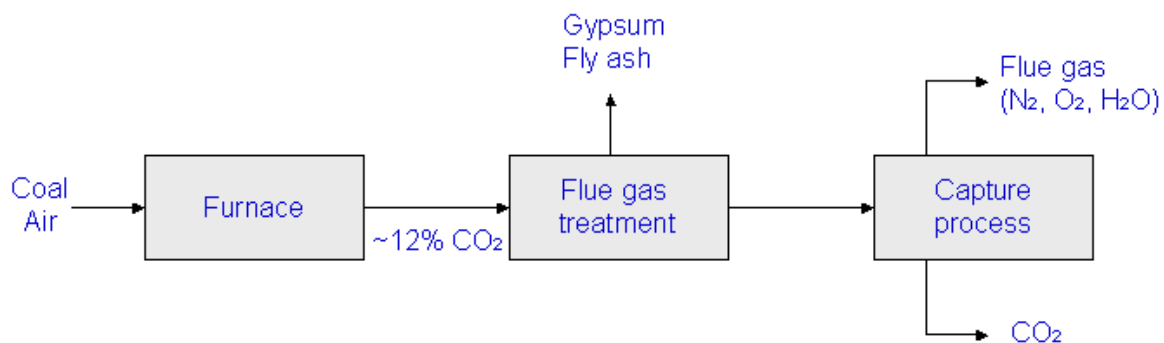 Gypsum
Fly ash
Flue gas
(N₂, O₂, H₂O)
Coal
Air
Furnace
~12% CO₂
Flue gas
treatment
Capture
process
CO₂